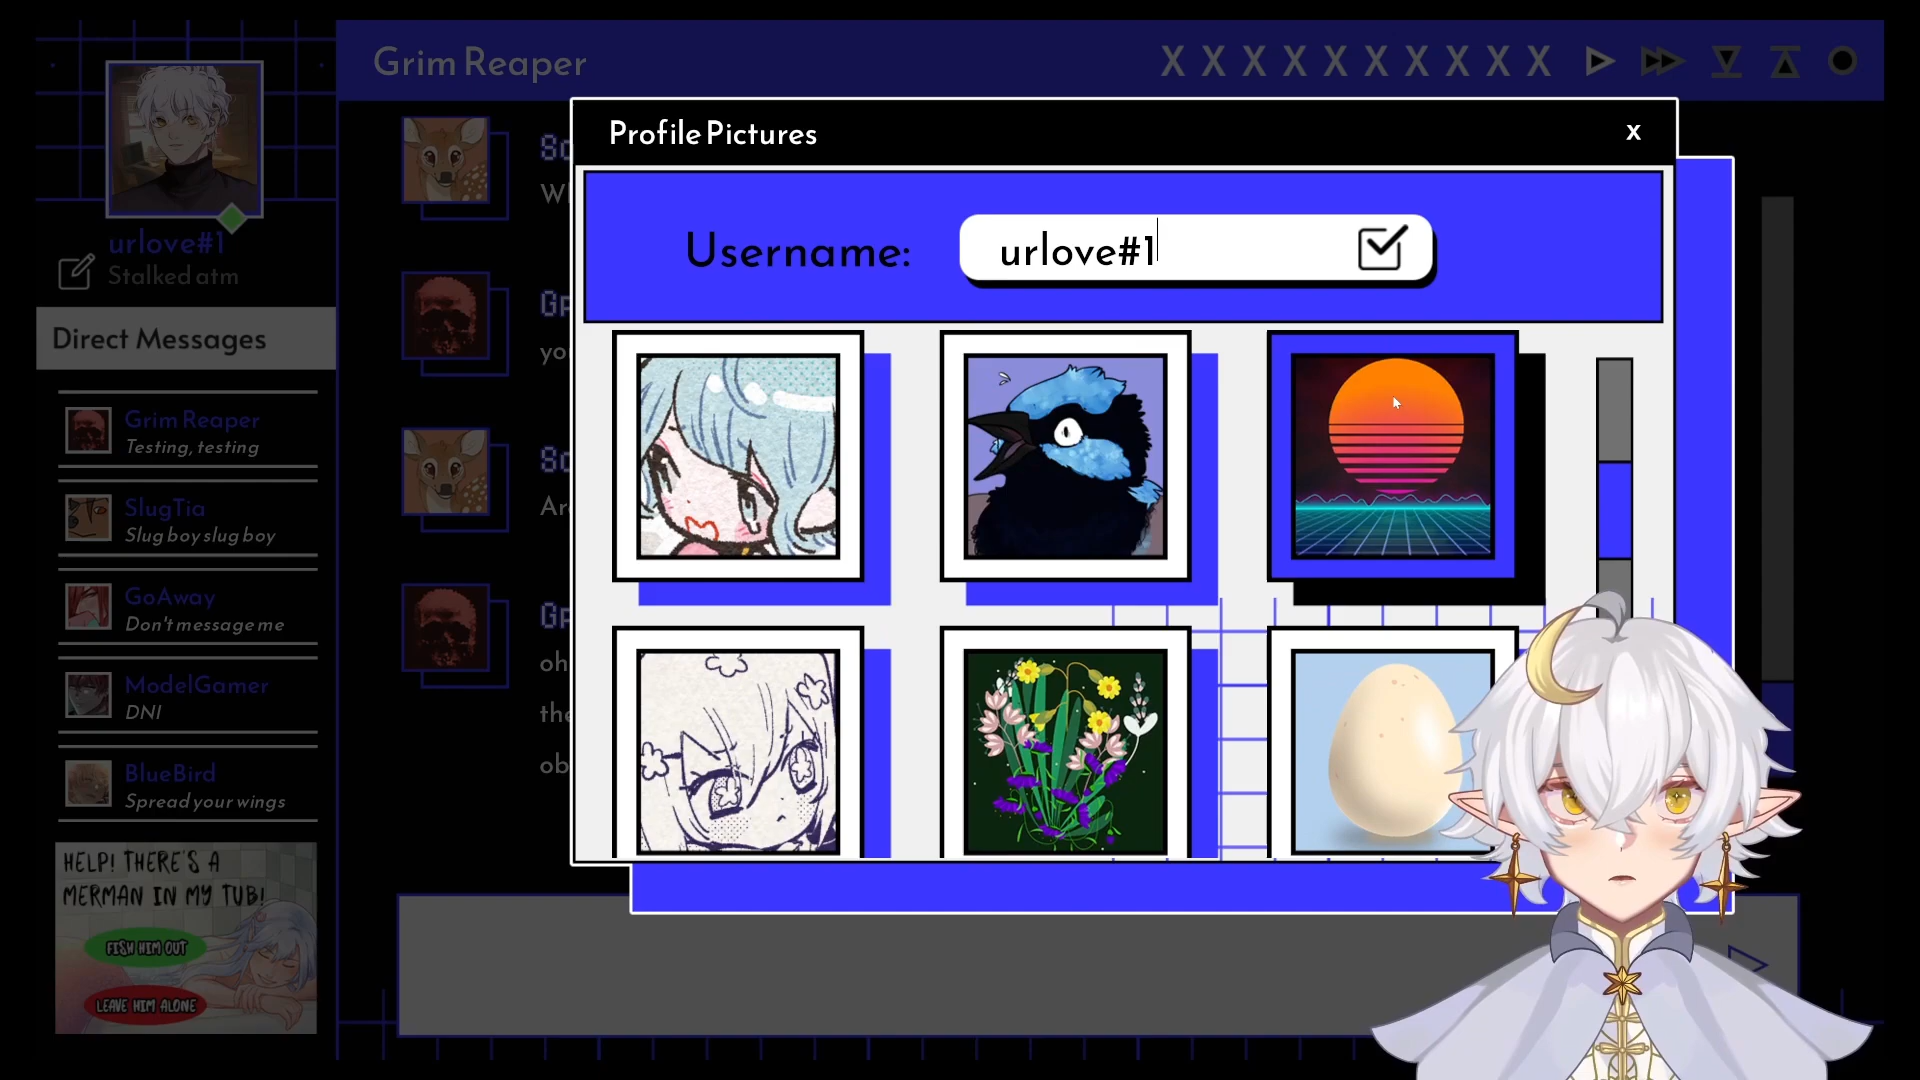 Grim Reaper
X X X X X X X X X X
Profile Pictures
x
Username:
urlove#1
urlove#1
Stalked atm
Direct Messages
Grim Reaper
Testing, testing
SlugTia
Slug boy slug boy
GoAway
Don't message me
ModelGamer
DNI
BlueBird
Spread your wings
HELP! THERE'S A
MERMAN IN MY TUB!
FISH HIM OUT
LEAVE HIM ALONE